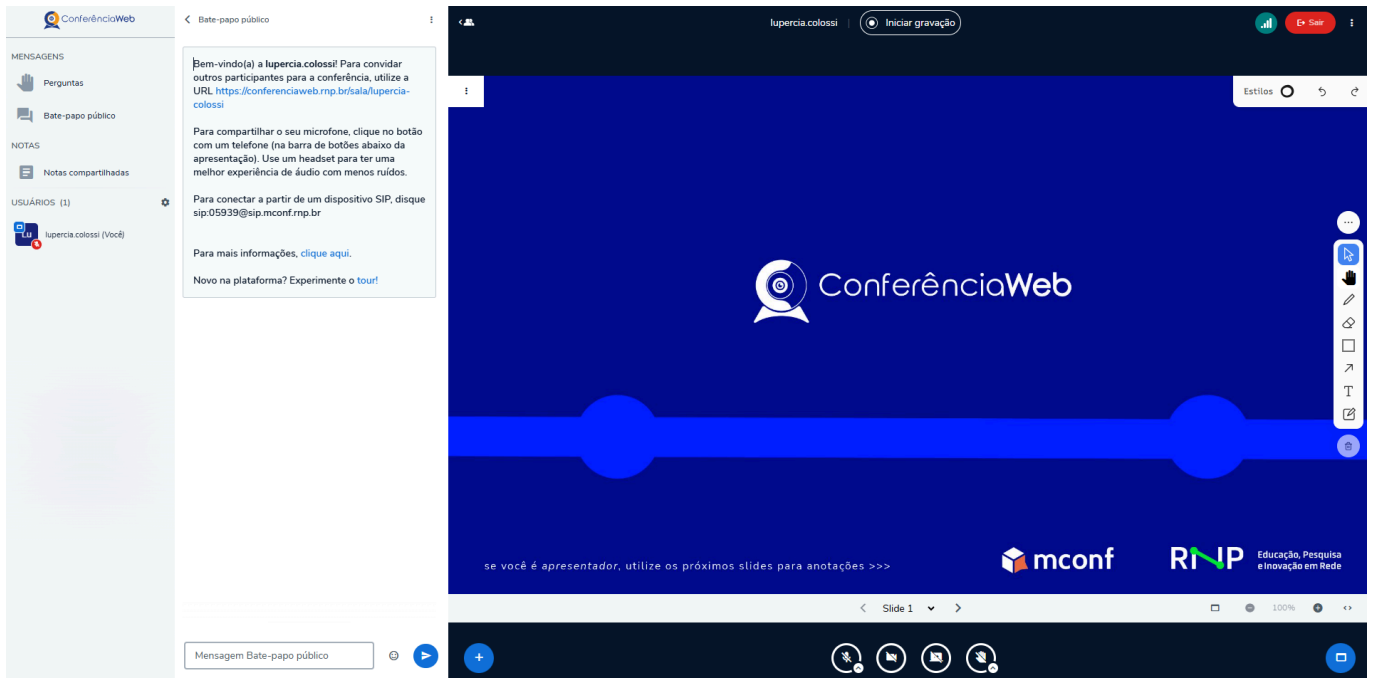 ConferênciaWeb
MENSAGENS
Perguntas
Bate-papo público
NOTAS
Notas compartilhadas
USUÁRIOS (1)
Lu
lupercia.colossi (Você)
Bate-papo público
Bem-vindo(a) a lupercia.colossi! Para convidar
outros participantes para a conferência, utilize a
URL https://conferenciaweb.rnp.br/sala/lupercia-
colossi
Para compartilhar o seu microfone, clique no botão
com um telefone (na barra de botões abaixo da
apresentação). Use um headset para ter uma
melhor experiência de áudio com menos ruídos.
Para conectar a partir de um dispositivo SIP, disque
sip:05939@sip.mconf.rnp.br
Para mais informações, clique aqui.
Novo na plataforma? Experimente o tour!
Mensagem Bate-papo público
lupercia.colossi
Iniciar gravação
Sair
Estilos
ConferênciaWeb
T
se você é apresentador, utilize os próximos slides para anotações >>>
mconf
RNP
Educação, Pesquisa
e Inovação em Rede
Slide 1
100%